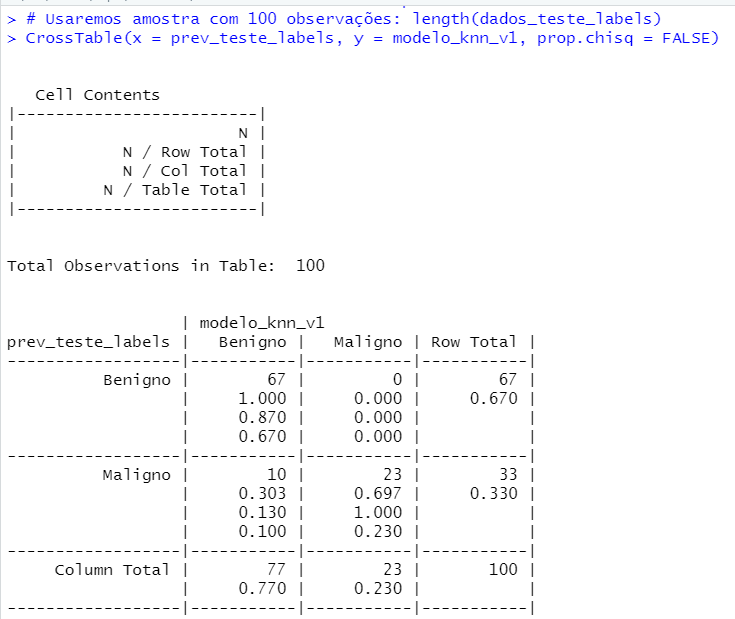 > # Usaremos amostra com 100 observações: length(dados_teste_labels)
> CrossTable(x = prev_teste_labels, y = modelo_knn_v1, prop.chisq = FALSE)
   Cell Contents
|-------------------------|
|                       N |
|           N / Row Total |
|           N / Col Total |
|         N / Table Total |
|-------------------------|
Total Observations in Table:  100
                  | modelo_knn_v1
prev_teste_labels |   Benigno |   Maligno | Row Total |
------------------|-----------|-----------|-----------|
          Benigno |        67 |         0 |        67 |
                  |     1.000 |     0.000 |     0.670 |
                  |     0.870 |     0.000 |           |
                  |     0.670 |     0.000 |           |
------------------|-----------|-----------|-----------|
          Maligno |        10 |        23 |        33 |
                  |     0.303 |     0.697 |     0.330 |
                  |     0.130 |     1.000 |           |
                  |     0.100 |     0.230 |           |
------------------|-----------|-----------|-----------|
     Column Total |        77 |        23 |       100 |
                  |     0.770 |     0.230 |           |
------------------|-----------|-----------|-----------|